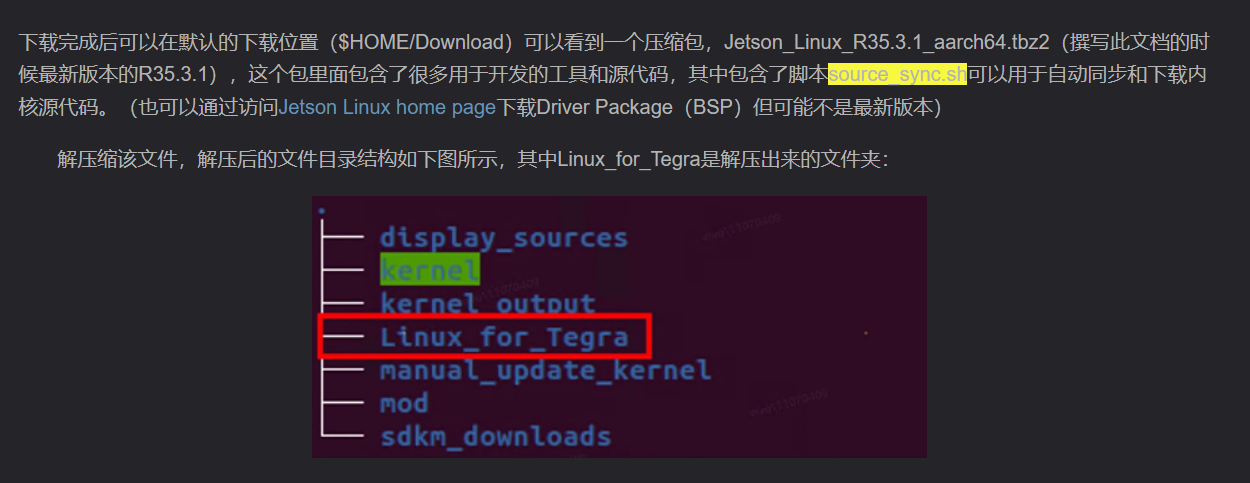 下载完成后可以在默认的下载位置（$HOME/Download）可以看到一个压缩包，Jetson_Linux_R35.3.1_aarch64.tbz2（撰写此文档的时
候最新版本的R35.3.1），这个包里面包含了很多用于开发的工具和源代码，其中包含了脚本source_sync.sh可以用于自动同步和下载内
核源代码。（也可以通过访问Jetson Linux home page下载Driver Package（BSP）但可能不是最新版本）
解压缩该文件，解压后的文件目录结构如下图所示，其中Linux_for_Tegra是解压出来的文件夹：
.
display_sources
kernel
kernel_output
Linux_for_Tegra
manual_update_kernel
mod
sdkm_downloads